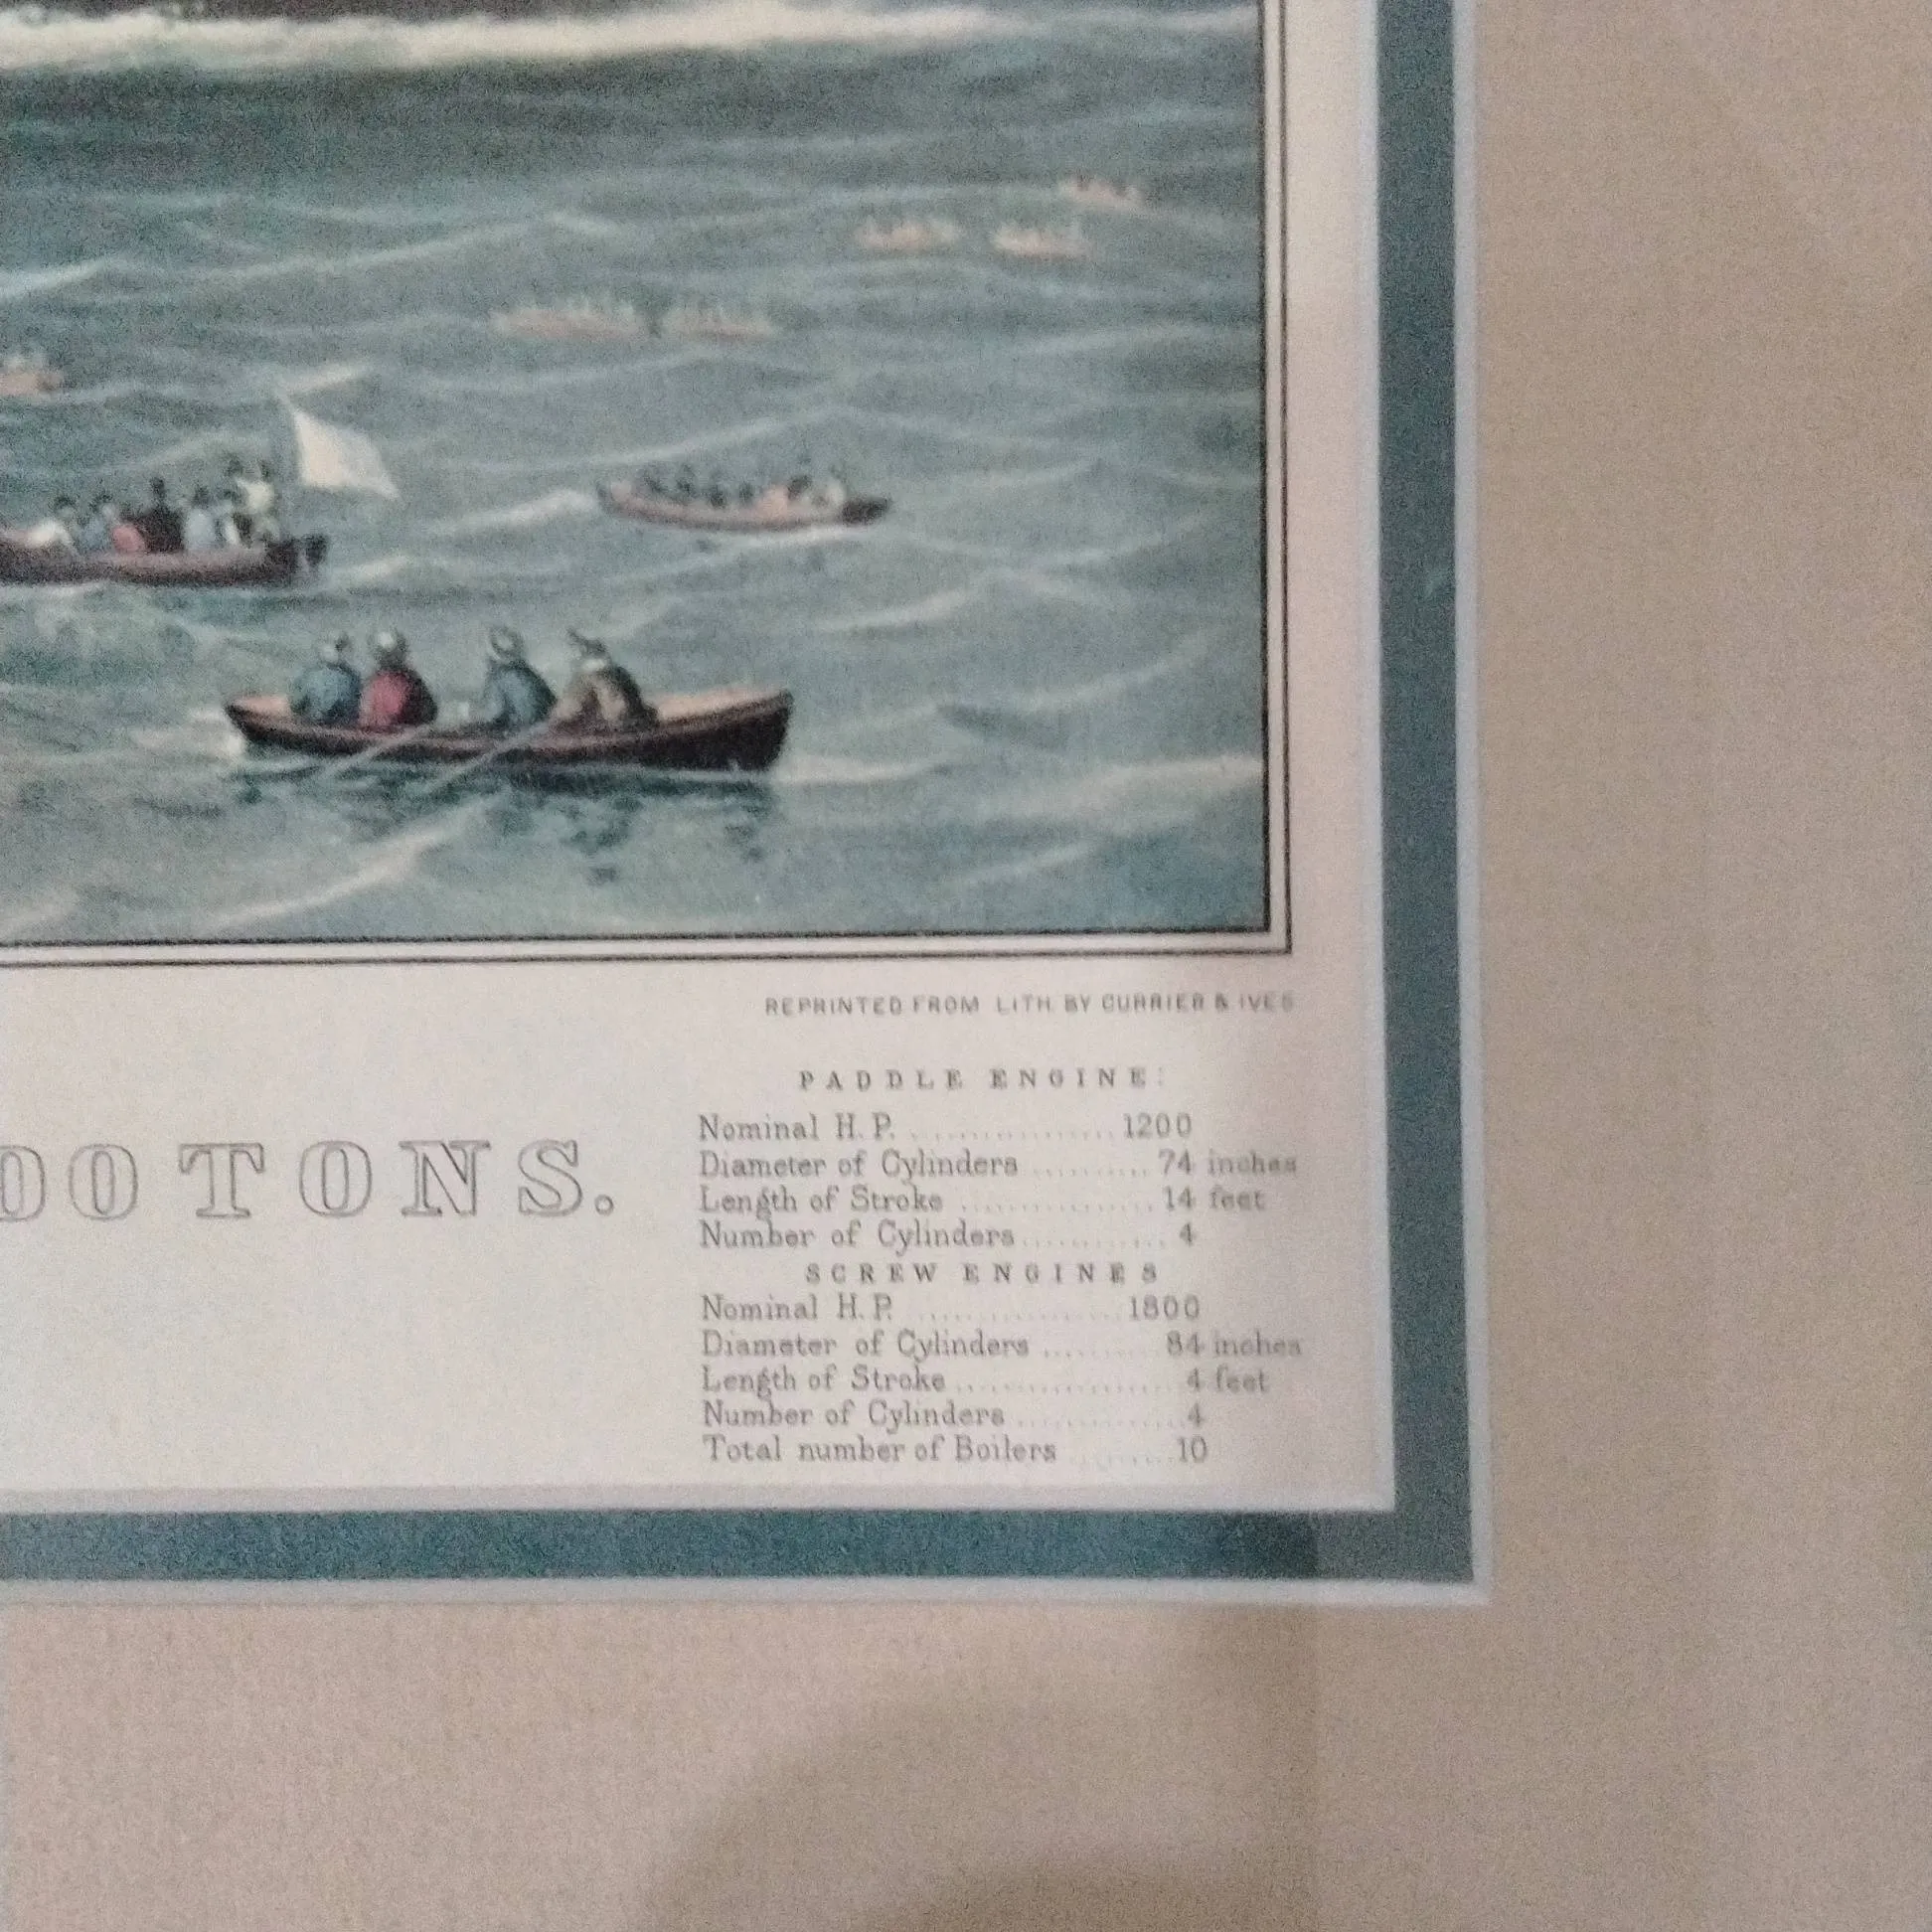 REPRINTED FROM LITH. BY CURRIER & IVES
PADDLE ENGINE:
Nominal H. P. ................. 1200
Diameter of Cylinders .......... 74 inches
Length of Stroke ................ 14 feet
Number of Cylinders............ 4
00 TONS.
SCREW ENGINES
Nominal H. P. ................. 1800
Diameter of Cylinders .......... 84 inches
Length of Stroke ................... 4 feet
Number of Cylinders .............. 4
Total number of Boilers ......... 10